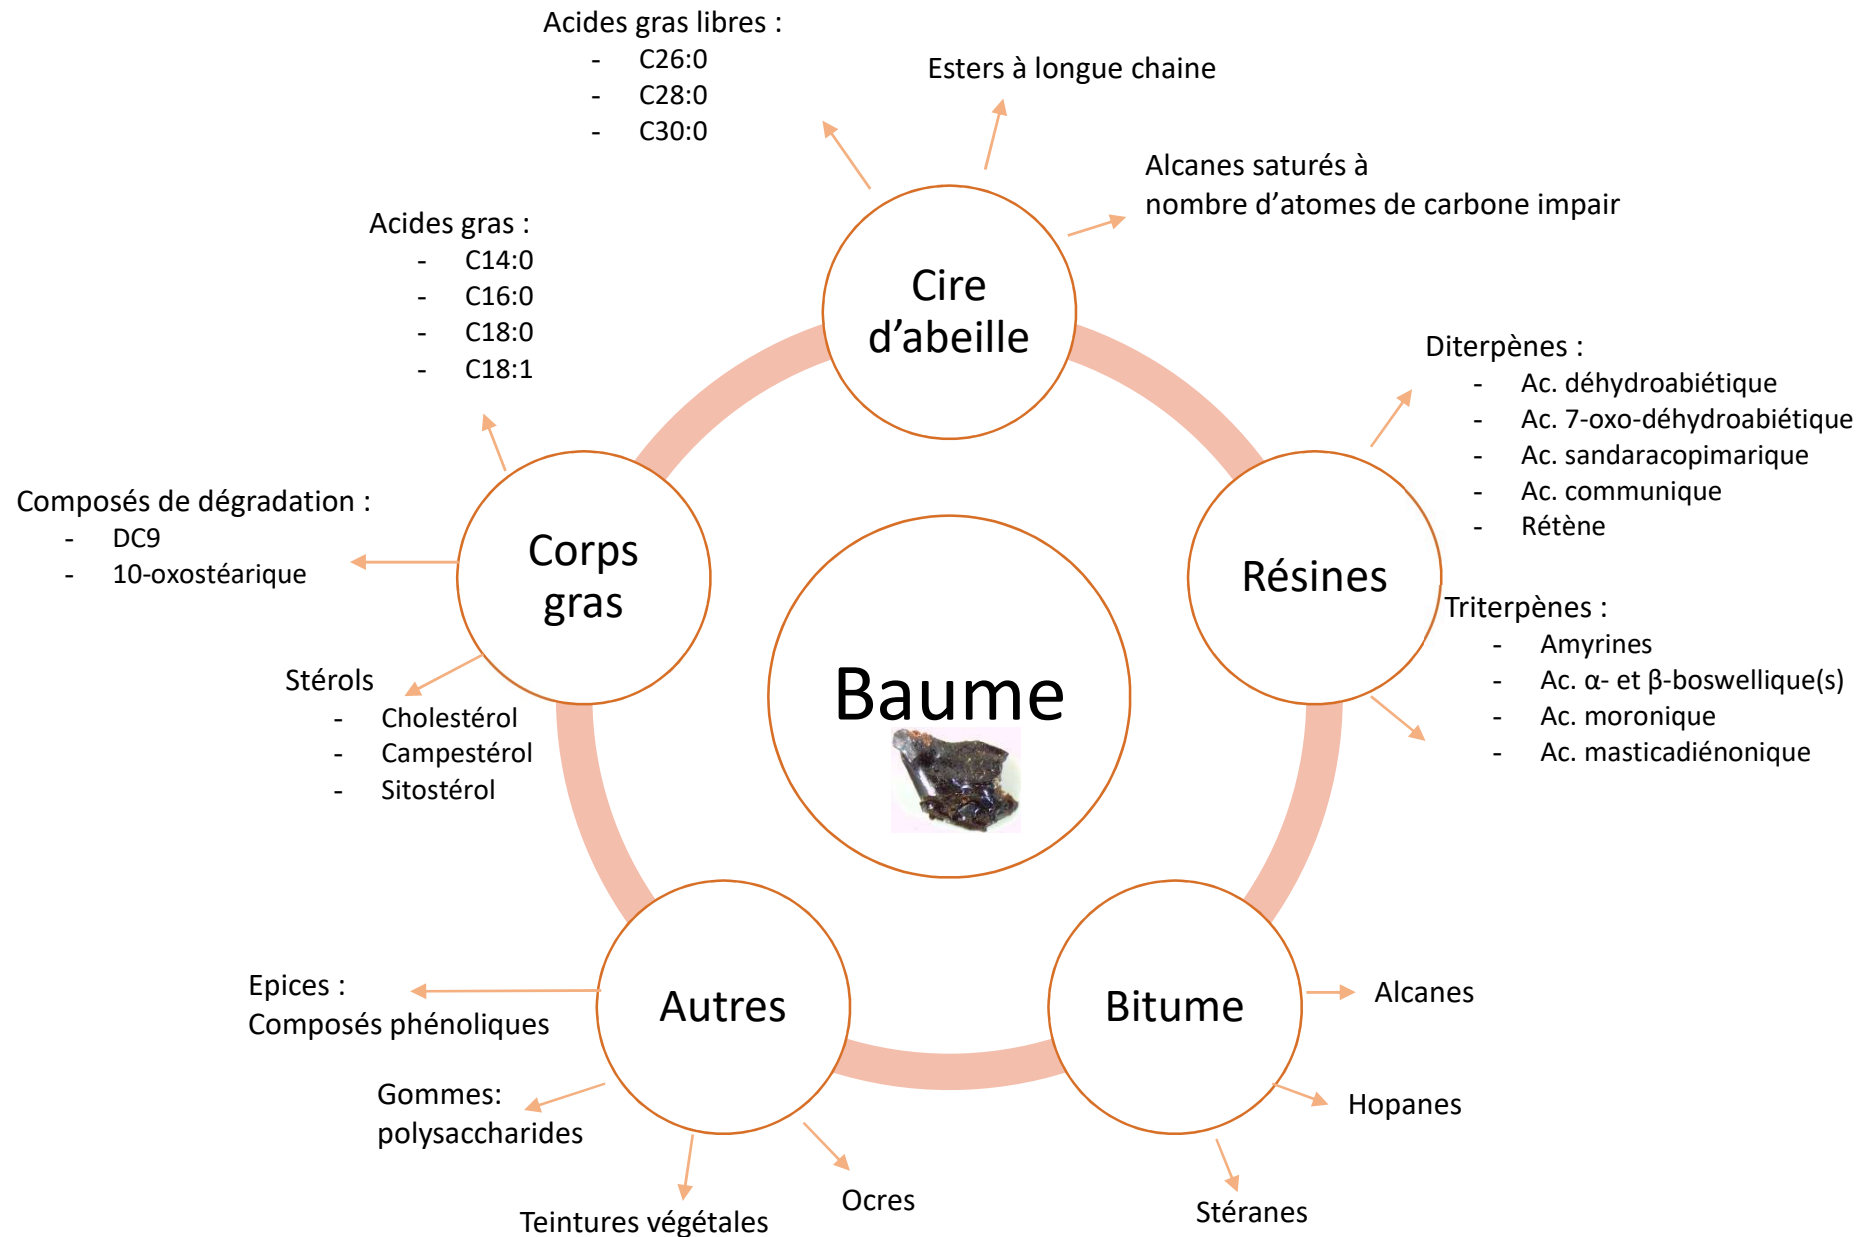 Acides gras libres :
- C26:0
- C28:0
- C30:0
Esters à longue chaine
Alcanes saturés à
nombre d'atomes de carbone impair
Cire
d'abeille
Acides gras :
- C14:0
- C16:0
- C18:0
- C18:1
Composés de dégradation :
- DC9
- 10-oxostéarique
Stérols
- Cholestérol
- Campestérol
- Sitostérol
Corps
gras
Diterpènes :
- Ac. déhydroabiétique
- Ac. 7-oxo-déhydroabiétique
- Ac. sandaracopimarique
- Ac. communique
- Rétène
Résines
Triterpènes :
- Amyrines
- Ac. α- et β-boswellique(s)
- Ac. moronique
- Ac. masticadiénonique
Baume
Epices :
Composés phénoliques
Autres
Gommes:
polysaccharides
Teintures végétales
Ocres
Bitume
Alcanes
Hopanes
Stéranes